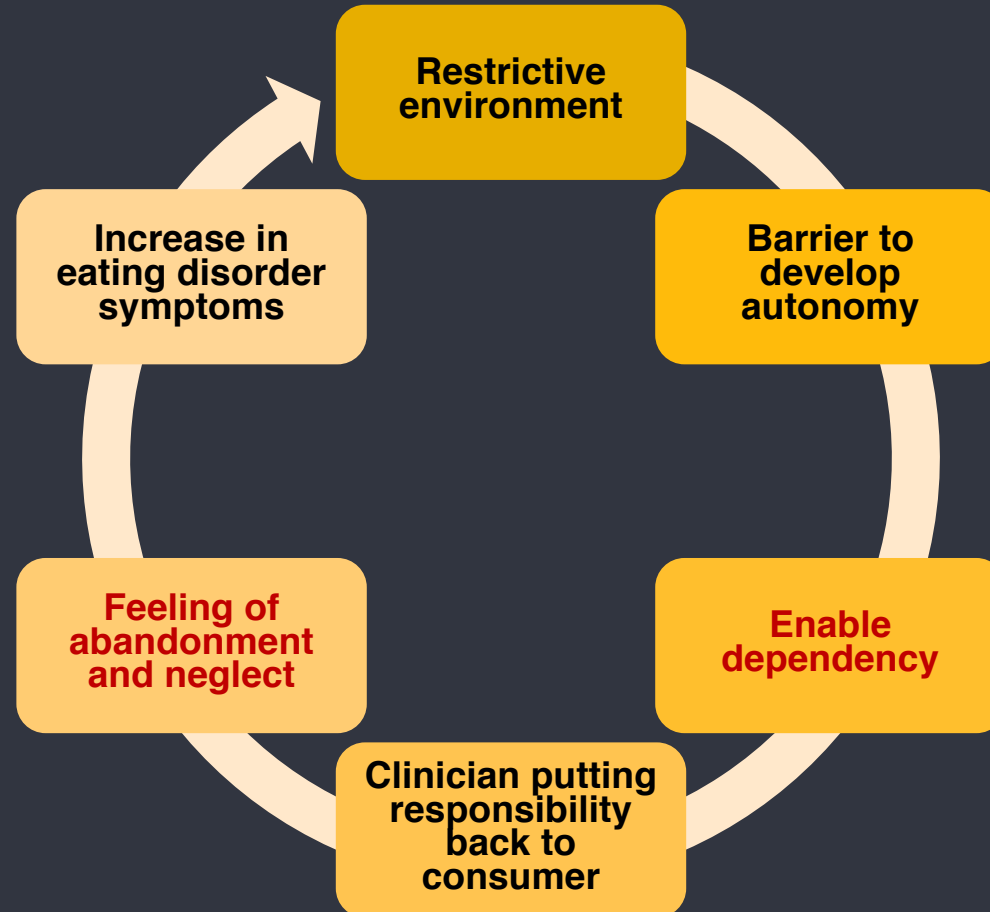 Restrictive
environment
Barrier to
develop
autonomy
Enable
dependency
Clinician putting
responsibility
back to
consumer
Feeling of
abandonment
and neglect
Increase in
eating disorder
symptoms